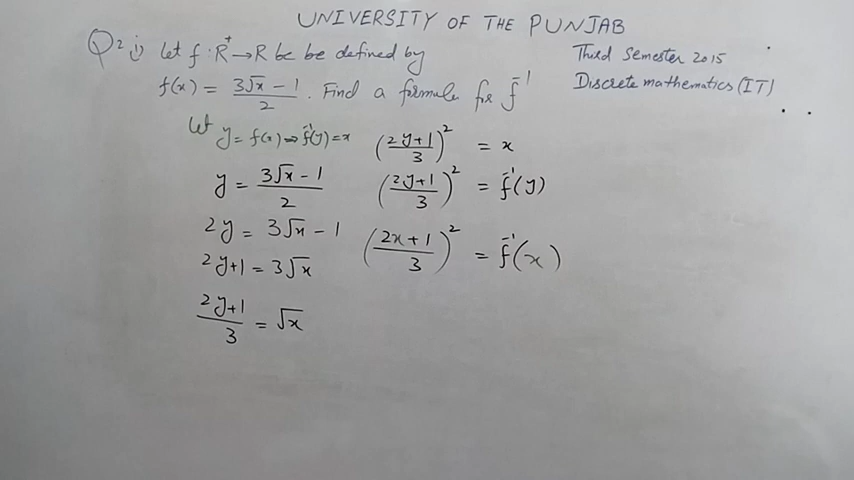 UNIVERSITY OF THE PUNJAB
Third Semester 2015
Discrete mathematics (IT)
Q2 i) Let f : R⁺→R be be defined by
f(x) = (3√x - 1)/2 . Find a formula for f⁻¹
Let y = f(x) ⇒ f⁻¹(y) = x
y = (3√x - 1)/2
2y = 3√x - 1
2y+1 = 3√x
(2y+1)/3 = √x
((2y+1)/3)² = x
((2y+1)/3)² = f⁻¹(y)
((2x+1)/3)² = f⁻¹(x)